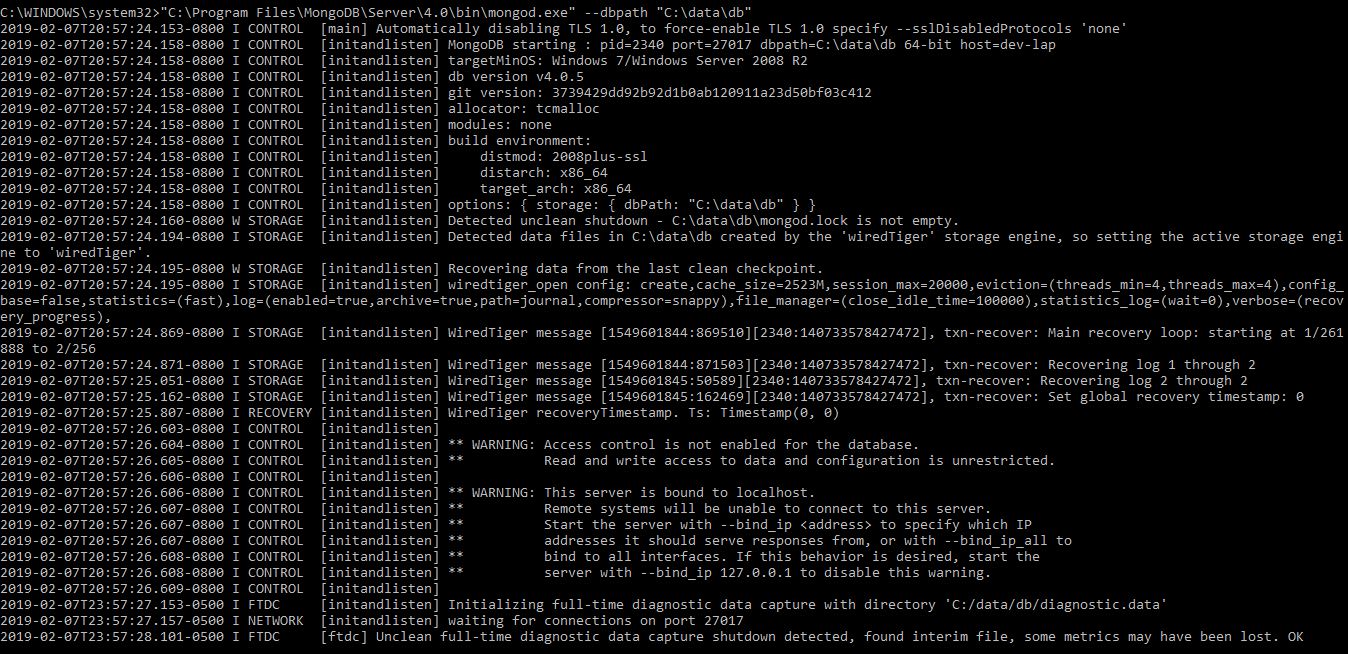 C:\WINDOWS\system32>"C:\Program Files\MongoDB\Server\4.0\bin\mongod.exe" --dbpath "C:\data\db"
2019-02-07T20:57:24.153-0800 I CONTROL  [main] Automatically disabling TLS 1.0, to force-enable TLS 1.0 specify --sslDisabledProtocols 'none'
2019-02-07T20:57:24.158-0800 I CONTROL  [initandlisten] MongoDB starting : pid=2340 port=27017 dbpath=C:\data\db 64-bit host=dev-lap
2019-02-07T20:57:24.158-0800 I CONTROL  [initandlisten] targetMinOS: Windows 7/Windows Server 2008 R2
2019-02-07T20:57:24.158-0800 I CONTROL  [initandlisten] db version v4.0.5
2019-02-07T20:57:24.158-0800 I CONTROL  [initandlisten] git version: 3739429dd92b92d1b0ab120911a23d50bf03c412
2019-02-07T20:57:24.158-0800 I CONTROL  [initandlisten] allocator: tcmalloc
2019-02-07T20:57:24.158-0800 I CONTROL  [initandlisten] modules: none
2019-02-07T20:57:24.158-0800 I CONTROL  [initandlisten] build environment:
2019-02-07T20:57:24.158-0800 I CONTROL  [initandlisten]     distmod: 2008plus-ssl
2019-02-07T20:57:24.158-0800 I CONTROL  [initandlisten]     distarch: x86_64
2019-02-07T20:57:24.158-0800 I CONTROL  [initandlisten]     target_arch: x86_64
2019-02-07T20:57:24.158-0800 I CONTROL  [initandlisten] options: { storage: { dbPath: "C:\data\db" } }
2019-02-07T20:57:24.160-0800 W STORAGE  [initandlisten] Detected unclean shutdown - C:\data\db\mongod.lock is not empty.
2019-02-07T20:57:24.194-0800 I STORAGE  [initandlisten] Detected data files in C:\data\db created by the 'wiredTiger' storage engine, so setting the active storage engi
ne to 'wiredTiger'.
2019-02-07T20:57:24.195-0800 W STORAGE  [initandlisten] Recovering data from the last clean checkpoint.
2019-02-07T20:57:24.195-0800 I STORAGE  [initandlisten] wiredtiger_open config: create,cache_size=2523M,session_max=20000,eviction=(threads_min=4,threads_max=4),config_
base=false,statistics=(fast),log=(enabled=true,archive=true,path=journal,compressor=snappy),file_manager=(close_idle_time=100000),statistics_log=(wait=0),verbose=(recov
ery_progress),
2019-02-07T20:57:24.869-0800 I STORAGE  [initandlisten] WiredTiger message [1549601844:869510][2340:140733578427472], txn-recover: Main recovery loop: starting at 1/261
888 to 2/256
2019-02-07T20:57:24.871-0800 I STORAGE  [initandlisten] WiredTiger message [1549601844:871503][2340:140733578427472], txn-recover: Recovering log 1 through 2
2019-02-07T20:57:25.051-0800 I STORAGE  [initandlisten] WiredTiger message [1549601845:50589][2340:140733578427472], txn-recover: Recovering log 2 through 2
2019-02-07T20:57:25.162-0800 I STORAGE  [initandlisten] WiredTiger message [1549601845:162469][2340:140733578427472], txn-recover: Set global recovery timestamp: 0
2019-02-07T20:57:25.807-0800 I RECOVERY [initandlisten] WiredTiger recoveryTimestamp. Ts: Timestamp(0, 0)
2019-02-07T20:57:26.603-0800 I CONTROL  [initandlisten]
2019-02-07T20:57:26.604-0800 I CONTROL  [initandlisten] ** WARNING: Access control is not enabled for the database.
2019-02-07T20:57:26.605-0800 I CONTROL  [initandlisten] **          Read and write access to data and configuration is unrestricted.
2019-02-07T20:57:26.606-0800 I CONTROL  [initandlisten]
2019-02-07T20:57:26.606-0800 I CONTROL  [initandlisten] ** WARNING: This server is bound to localhost.
2019-02-07T20:57:26.607-0800 I CONTROL  [initandlisten] **          Remote systems will be unable to connect to this server.
2019-02-07T20:57:26.607-0800 I CONTROL  [initandlisten] **          Start the server with --bind_ip <address> to specify which IP
2019-02-07T20:57:26.607-0800 I CONTROL  [initandlisten] **          addresses it should serve responses from, or with --bind_ip_all to
2019-02-07T20:57:26.608-0800 I CONTROL  [initandlisten] **          bind to all interfaces. If this behavior is desired, start the
2019-02-07T20:57:26.608-0800 I CONTROL  [initandlisten] **          server with --bind_ip 127.0.0.1 to disable this warning.
2019-02-07T20:57:26.609-0800 I CONTROL  [initandlisten]
2019-02-07T23:57:27.153-0500 I FTDC     [initandlisten] Initializing full-time diagnostic data capture with directory 'C:/data/db/diagnostic.data'
2019-02-07T23:57:27.157-0500 I NETWORK  [initandlisten] waiting for connections on port 27017
2019-02-07T23:57:28.101-0500 I FTDC     [ftdc] Unclean full-time diagnostic data capture shutdown detected, found interim file, some metrics may have been lost. OK